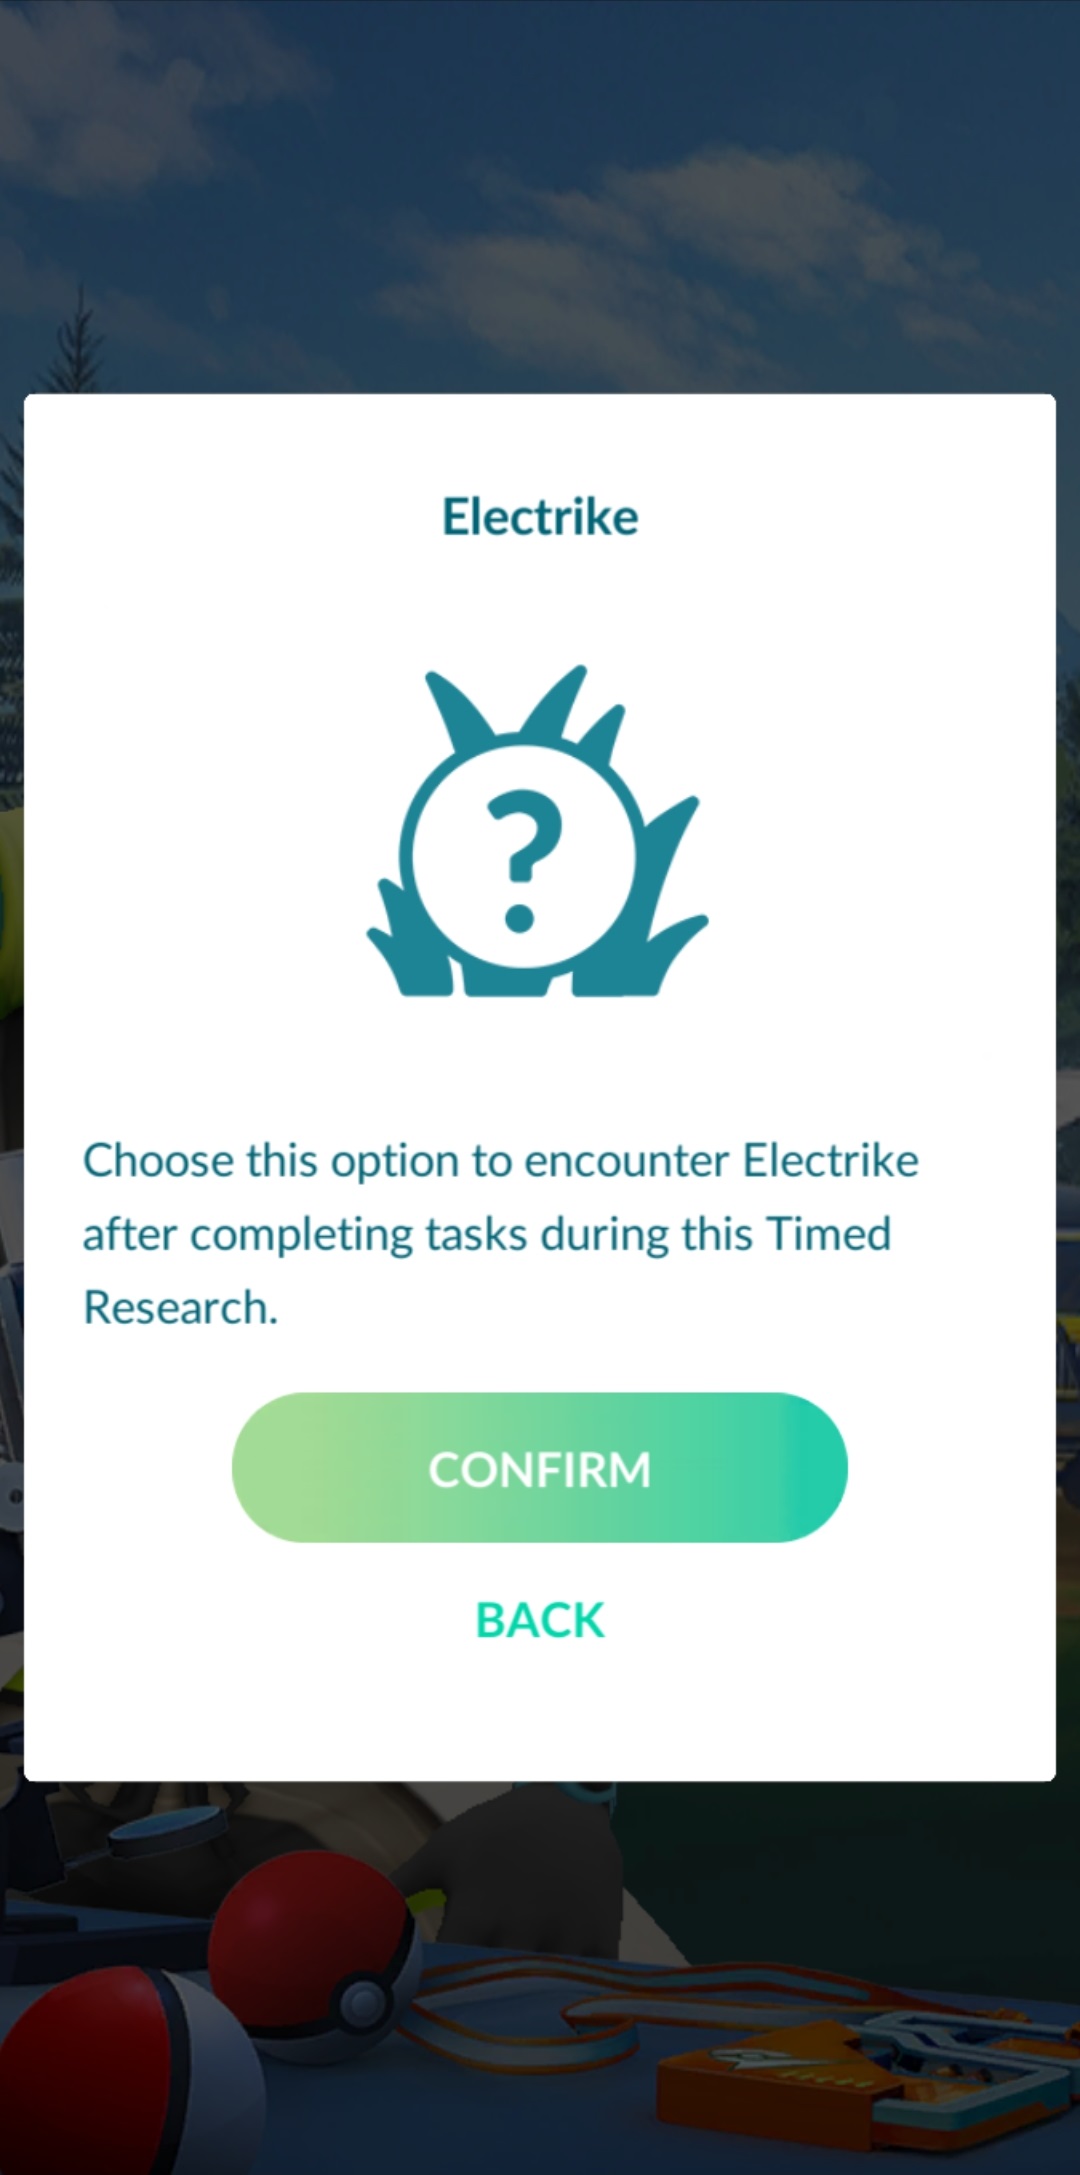 Electrike
?
Choose this option to encounter Electrike
after completing tasks during this Timed
Research.
CONFIRM
BACK